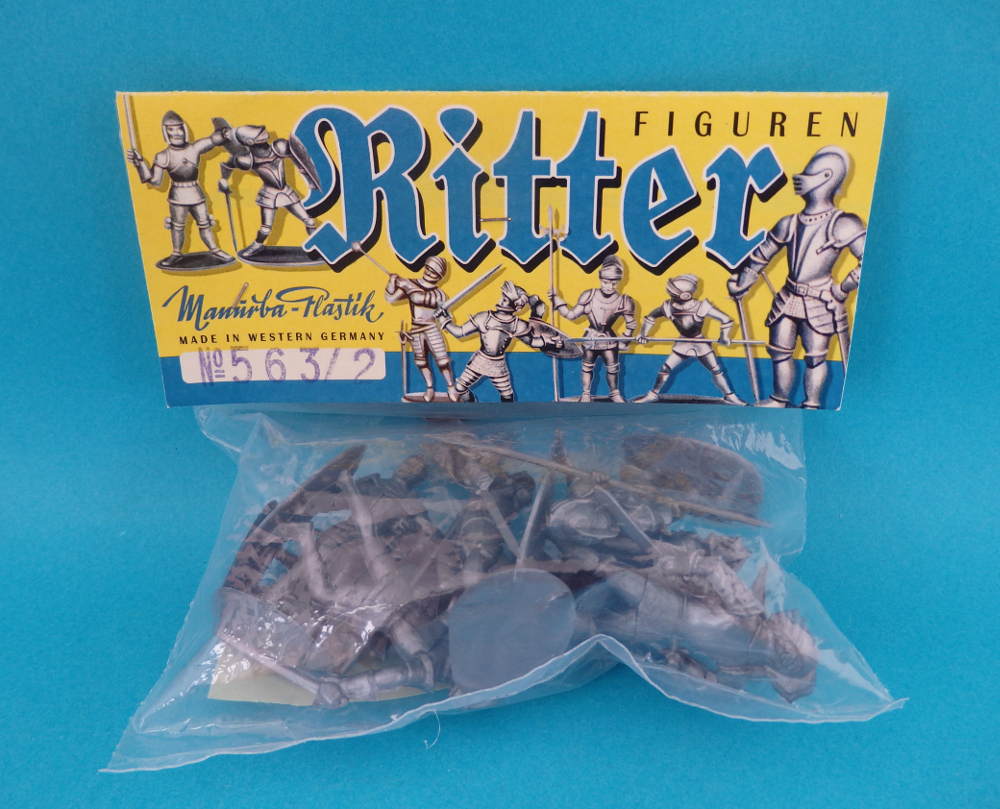 Ritter
FIGUREN
Manurba-Plastik
MADE IN WESTERN GERMANY
№ 563/2